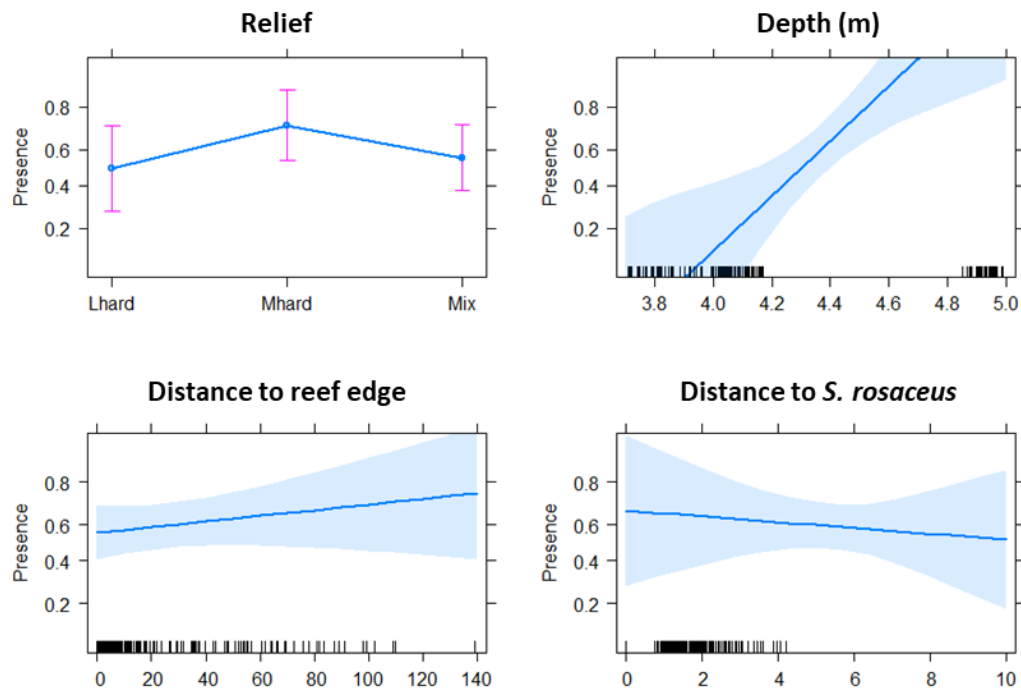 Relief
Presence
0.8
0.6
0.4
0.2
Lhard Mhard Mix
Depth (m)
Presence
0.8
0.6
0.4
0.2
3.8 4.0 4.2 4.4 4.6 4.8 5.0
Distance to reef edge
Presence
0.8
0.6
0.4
0.2
0 20 40 60 80 100 120 140
Distance to S. rosaceus
Presence
0.8
0.6
0.4
0.2
0 2 4 6 8 10